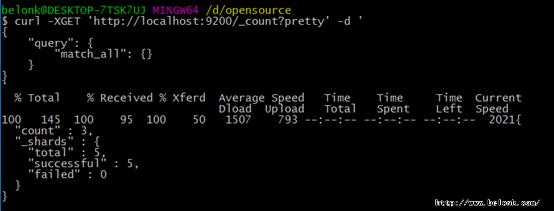 belonk@DESKTOP-7TSK7UJ MINGW64 /d/opensource
$ curl -XGET 'http://localhost:9200/_count?pretty' -d '
{
    "query": {
        "match_all": {}
    }
}
'
  % Total    % Received % Xferd  Average Speed   Time    Time     Time  Current
                                 Dload  Upload   Total   Spent    Left  Speed
100   145  100    95  100    50   1507    793 --:--:-- --:--:-- --:--:--  2021{
  "count" : 3,
  "_shards" : {
    "total" : 5,
    "successful" : 5,
    "failed" : 0
  }
}
http://www.belonk.com/